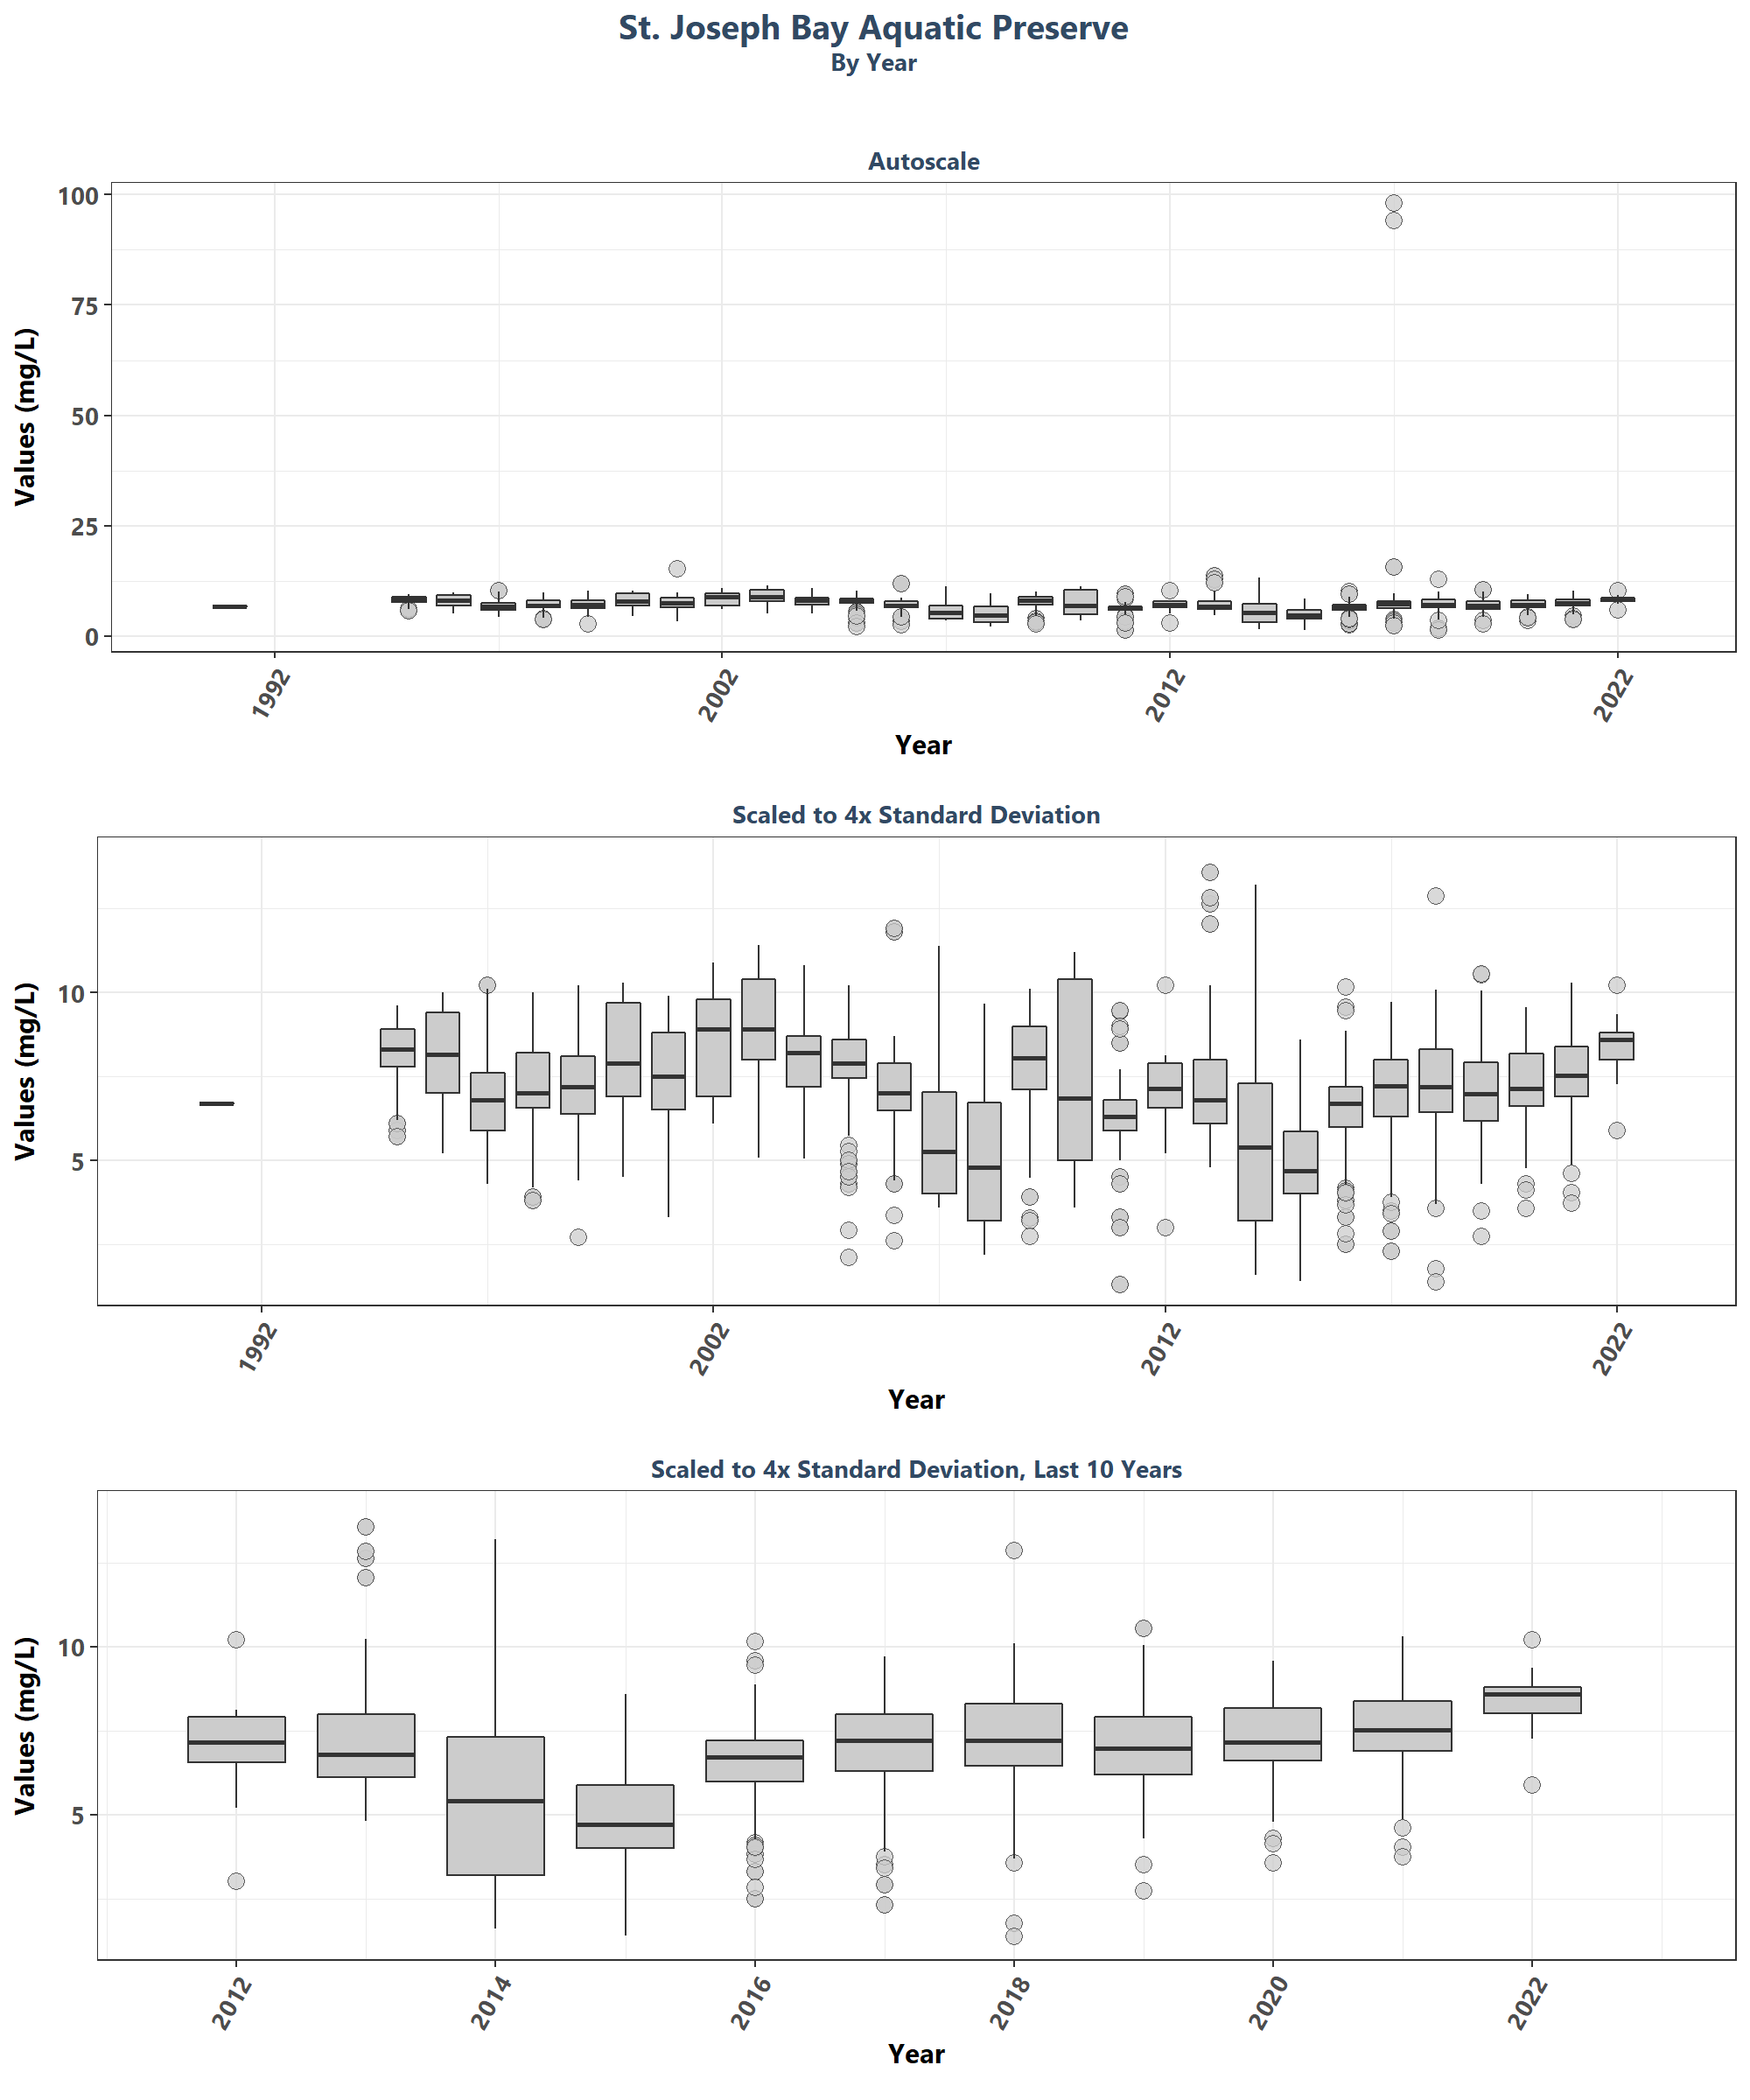 St. Joseph Bay Aquatic Preserve
By Year
Autoscale
Values (mg/L)
100
75
50
25
0
1992
2002
2012
2022
Year
Scaled to 4x Standard Deviation
Values (mg/L)
10
5
1992
2002
2012
2022
Year
Scaled to 4x Standard Deviation, Last 10 Years
Values (mg/L)
10
5
2012
2014
2016
2018
2020
2022
Year